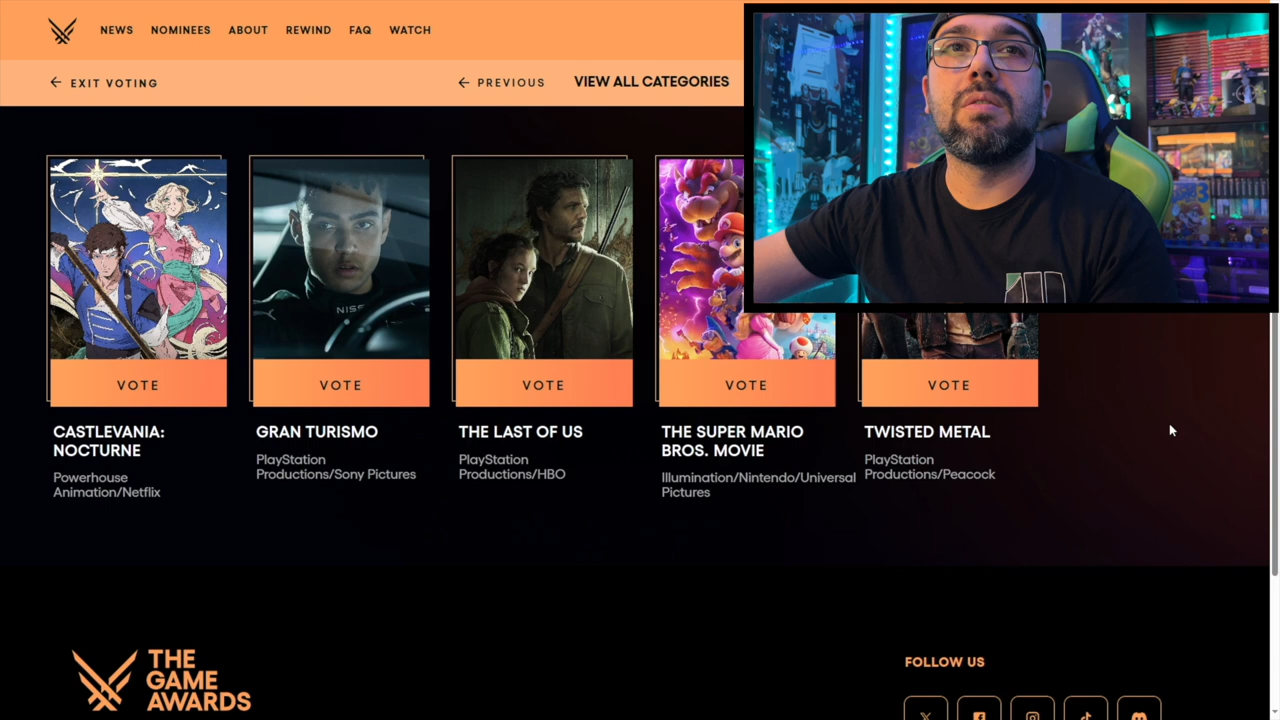 NEWS
NOMINEES
ABOUT
REWIND
FAQ
WATCH
EXIT VOTING
PREVIOUS
VIEW ALL CATEGORIES
NISS
VOTE
VOTE
VOTE
VOTE
VOTE
CASTLEVANIA:
NOCTURNE
Powerhouse
Animation/Netflix
GRAN TURISMO
PlayStation
Productions/Sony Pictures
THE LAST OF US
PlayStation
Productions/HBO
THE SUPER MARIO
BROS. MOVIE
Illumination/Nintendo/Universal
Pictures
TWISTED METAL
PlayStation
Productions/Peacock
THE
GAME
AWARDS
FOLLOW US